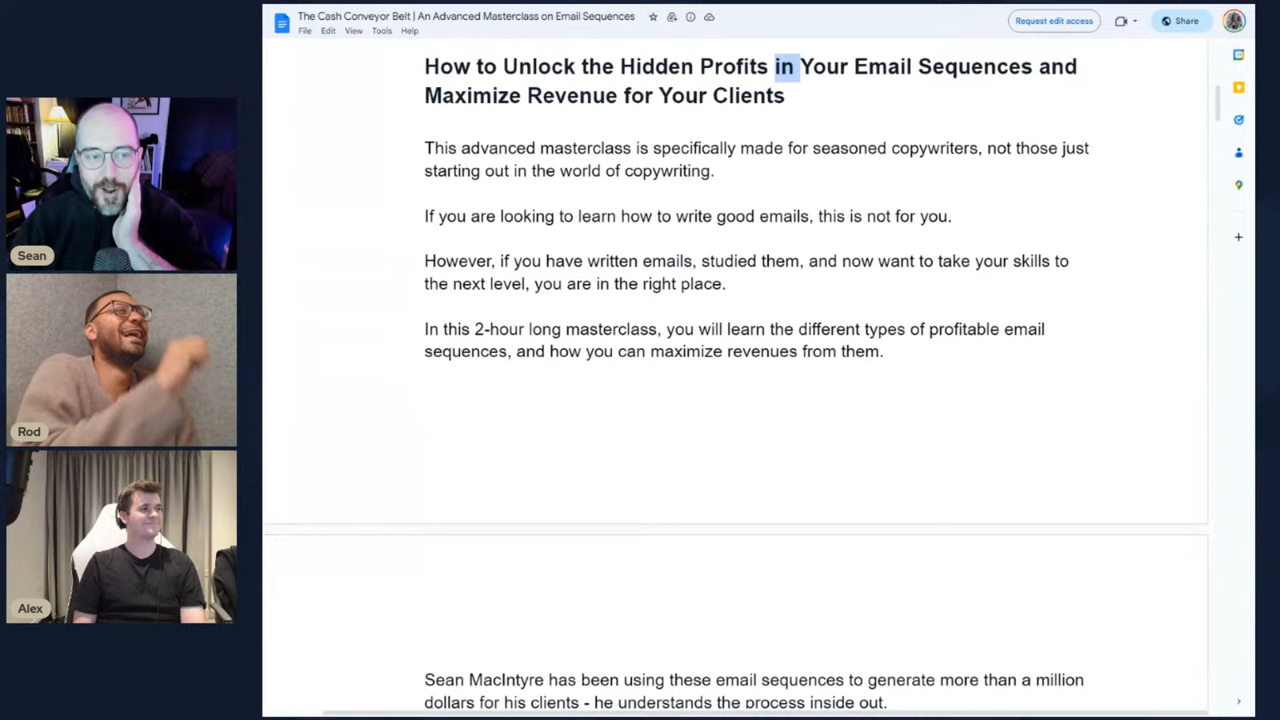 The Cash Conveyor Belt | An Advanced Masterclass on Email Sequences
File Edit View Tools Help
Request edit access
Share
How to Unlock the Hidden Profits in Your Email Sequences and
Maximize Revenue for Your Clients
This advanced masterclass is specifically made for seasoned copywriters, not those just
starting out in the world of copywriting.
If you are looking to learn how to write good emails, this is not for you.
However, if you have written emails, studied them, and now want to take your skills to
the next level, you are in the right place.
In this 2-hour long masterclass, you will learn the different types of profitable email
sequences, and how you can maximize revenues from them.
Sean MacIntyre has been using these email sequences to generate more than a million
dollars for his clients - he understands the process inside out.
Sean
Rod
Alex